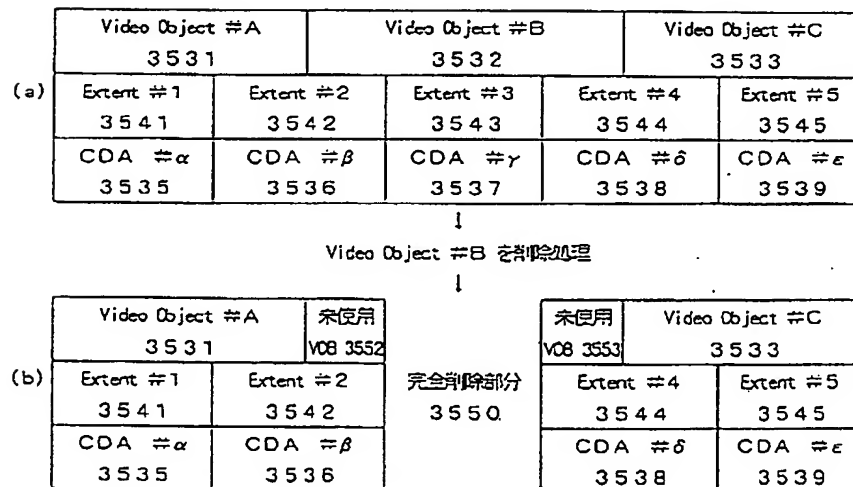 Video Object #A Video Object #B Video Object #C
3531 3532 3533
(a) Extent #1 Extent #2 Extent #3 Extent #4 Extent #5
3541 3542 3543 3544 3545
CDA #α CDA #β CDA #γ CDA #δ CDA #ε
3535 3536 3537 3538 3539
↓
Video Object #B を削除処理
↓
Video Object #A 未使用 未使用 Video Object #C
3531 VOB 3552 VOB 3553 3533
(b) Extent #1 Extent #2 完全削除部分 Extent #4 Extent #5
3541 3542 3550 3544 3545
CDA #α CDA #β CDA #δ CDA #ε
3535 3536 3538 3539